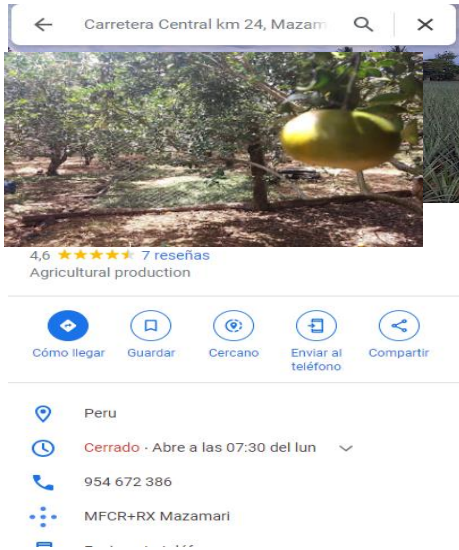 Carretera Central km 24, Mazam
4,6 7 reseñas
Agricultural production
Cómo llegar
Guardar
Cercano
Enviar al
teléfono
Compartir
Peru
Cerrado · Abre a las 07:30 del lun
954 672 386
MFCR+RX Mazamari